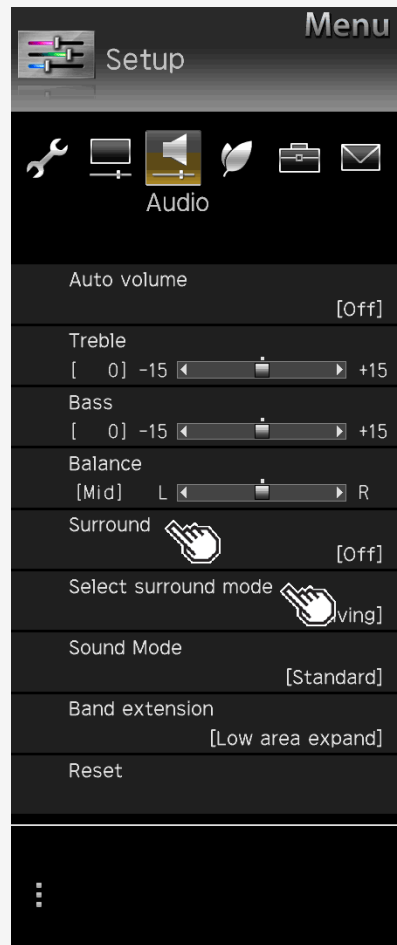 Menu
Setup
Audio
Auto volume
[Off]
Treble
[ 0] -15 +15
Bass
[ 0] -15 +15
Balance
[Mid] L R
Surround
[Off]
Select surround mode
Sound Mode
[Standard]
Band extension
[Low area expand]
Reset